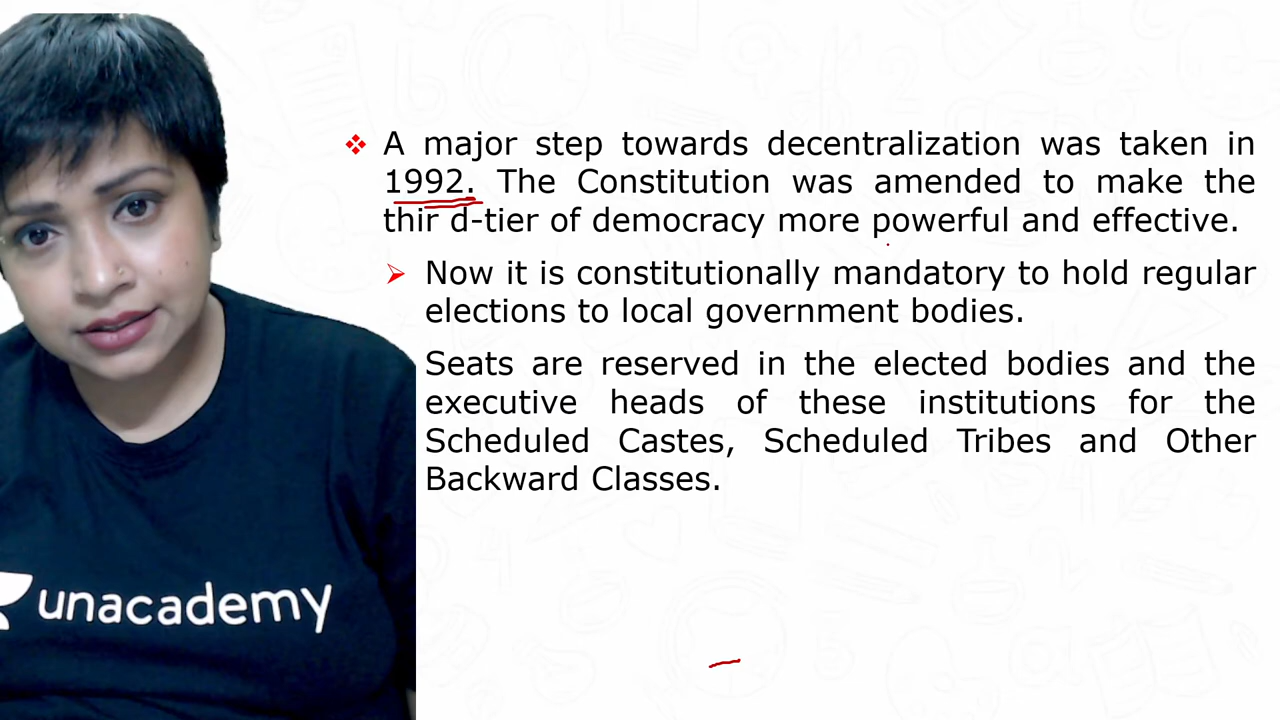 A major step towards decentralization was taken in
1992. The Constitution was amended to make the
thir d-tier of democracy more powerful and effective.
Now it is constitutionally mandatory to hold regular
elections to local government bodies.
Seats are reserved in the elected bodies and the
executive heads of these institutions for the
Scheduled Castes, Scheduled Tribes and Other
Backward Classes.
unacademy